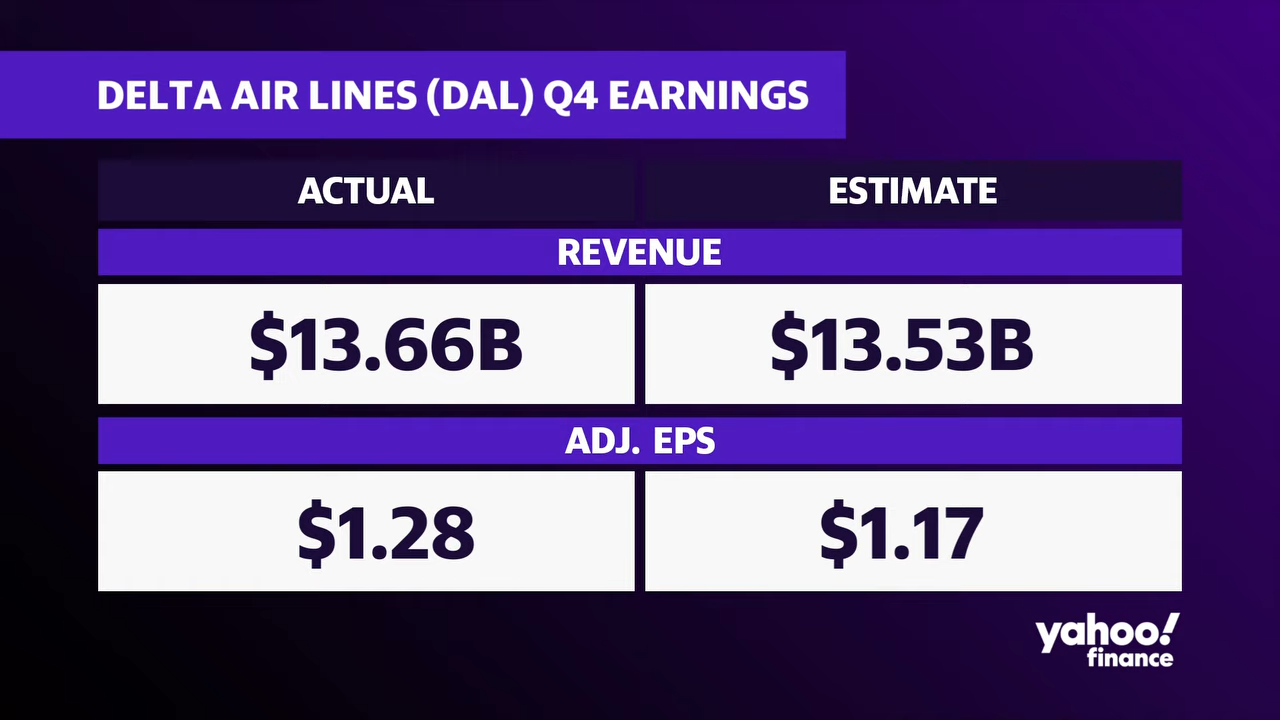 DELTA AIR LINES (DAL) Q4 EARNINGS
ACTUAL ESTIMATE
REVENUE
$13.66B $13.53B
ADJ. EPS
$1.28 $1.17
yahoo!
finance